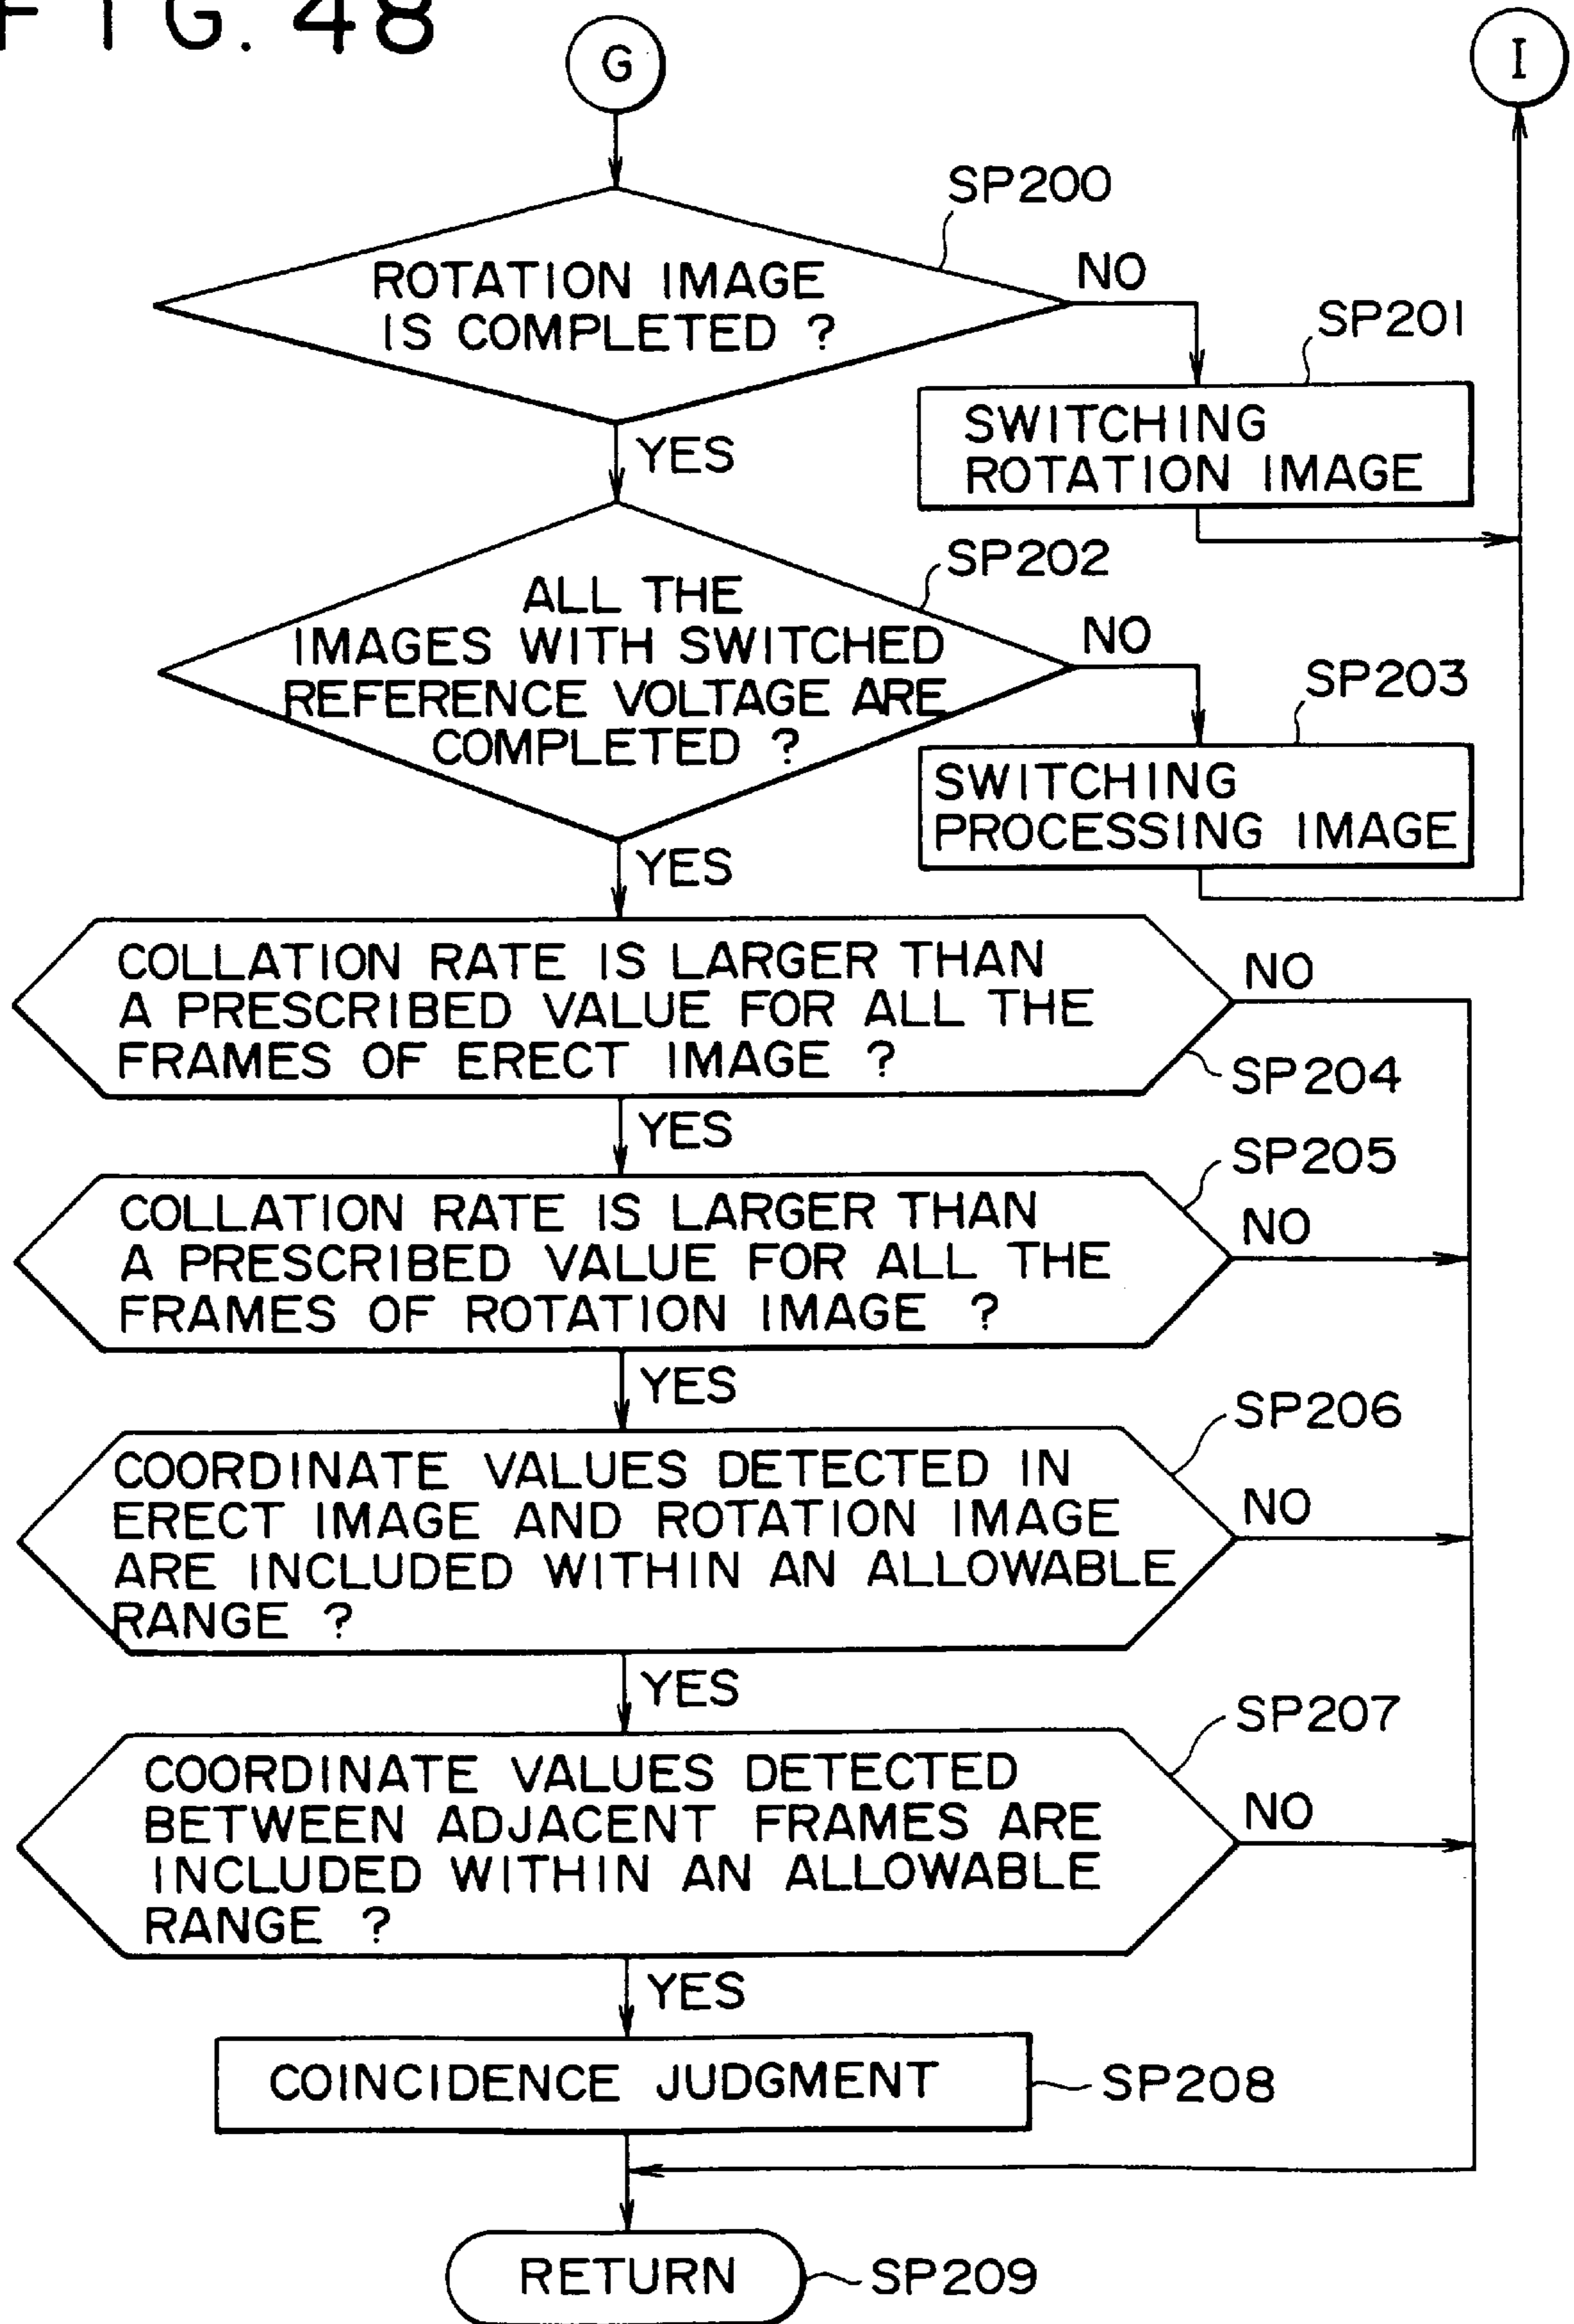 FIG. 48
G
I
SP200
ROTATION IMAGE
IS COMPLETED ?
NO
SP201
SWITCHING
ROTATION IMAGE
YES
SP202
ALL THE
IMAGES WITH SWITCHED
REFERENCE VOLTAGE ARE
COMPLETED ?
NO
SP203
SWITCHING
PROCESSING IMAGE
YES
COLLATION RATE IS LARGER THAN
A PRESCRIBED VALUE FOR ALL THE
FRAMES OF ERECT IMAGE ?
NO
SP204
YES
SP205
COLLATION RATE IS LARGER THAN
A PRESCRIBED VALUE FOR ALL THE
FRAMES OF ROTATION IMAGE ?
NO
YES
SP206
COORDINATE VALUES DETECTED IN
ERECT IMAGE AND ROTATION IMAGE
ARE INCLUDED WITHIN AN ALLOWABLE
RANGE ?
NO
YES
SP207
COORDINATE VALUES DETECTED
BETWEEN ADJACENT FRAMES ARE
INCLUDED WITHIN AN ALLOWABLE
RANGE ?
NO
YES
COINCIDENCE JUDGMENT
SP208
RETURN
SP209